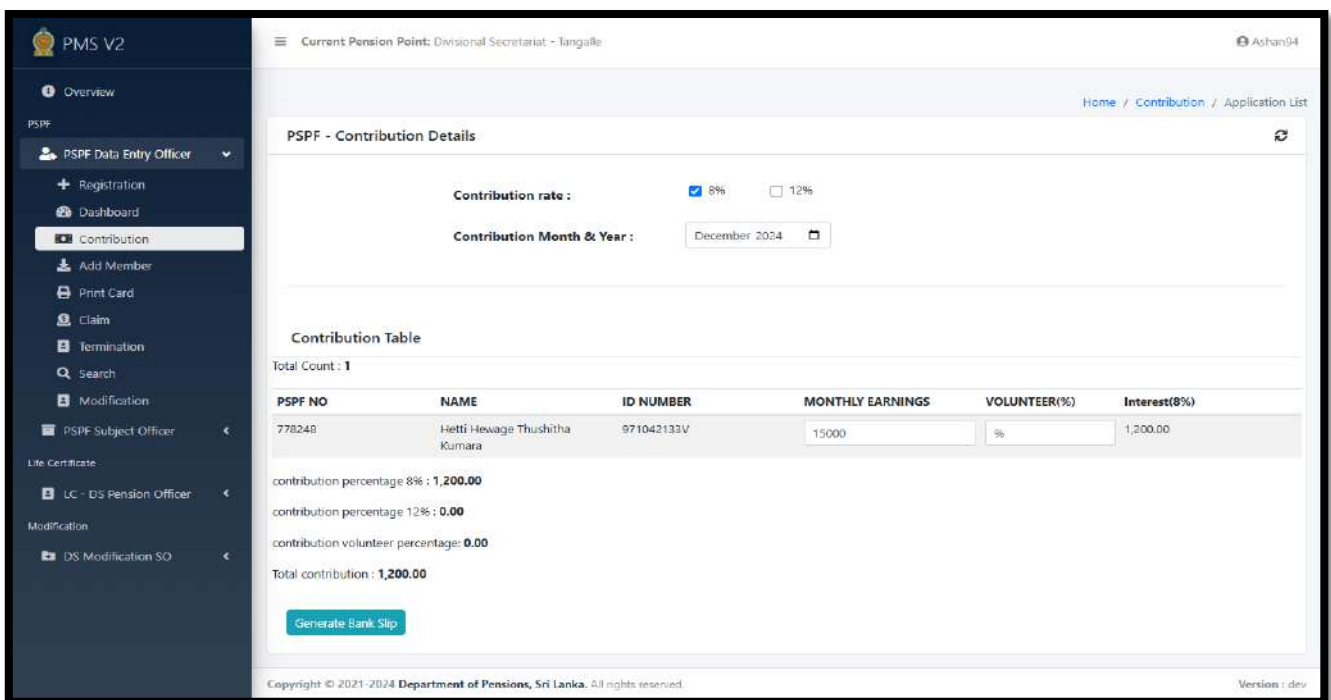 PMS V2
Current Pension Point: Divisional Secretariat - Tangalle
Ashan94
Overview
Home / Contribution / Application List
PSPF
PSPF - Contribution Details
PSPF Data Entry Officer
Registration
Contribution rate :
8%
12%
Dashboard
Contribution
Contribution Month & Year :
December 2024
Add Member
Print Card
Claim
Termination
Search
Modification
PSPF Subject Officer
Life Certificate
LC - DS Pension Officer
Modification
DS Modification SO
Contribution Table
Total Count : 1
PSPF NO NAME ID NUMBER MONTHLY EARNINGS VOLUNTEER(%) Interest(8%)
778248 Hetti Hewage Thushitha 971042133V 15000 % 1,200.00
Kumara
contribution percentage 8% : 1,200.00
contribution percentage 12% : 0.00
contribution volunteer percentage: 0.00
Total contribution : 1,200.00
Generate Bank Slip
Copyright © 2021-2024 Department of Pensions, Sri Lanka. All rights reserved.
Version : dev